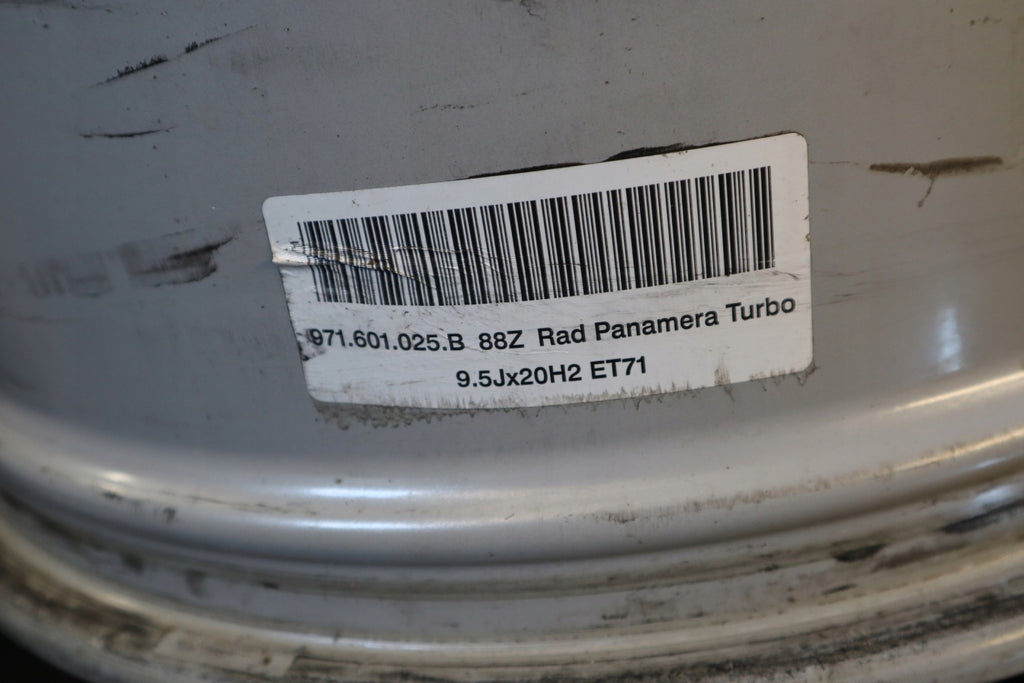 971.601.025.B 88Z Rad Panamera Turbo
9.5Jx20H2 ET71